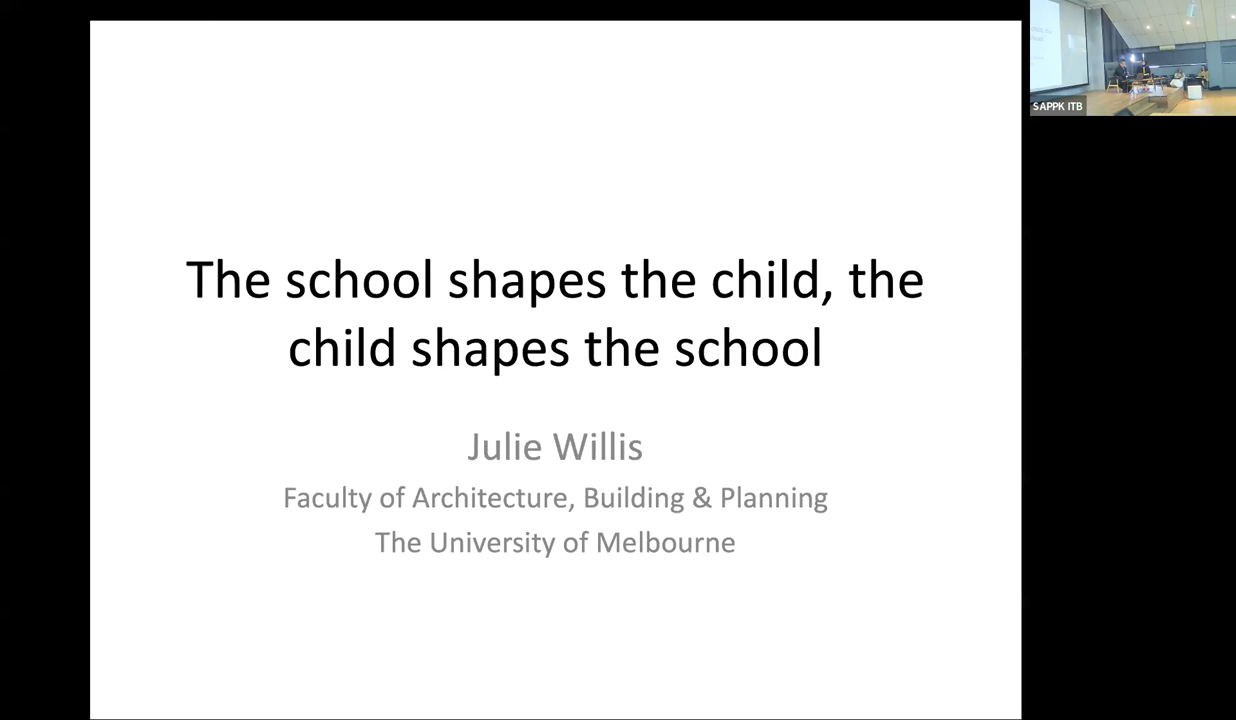 The school shapes the child, the
child shapes the school
Julie Willis
Faculty of Architecture, Building & Planning
The University of Melbourne
SAPPK ITB